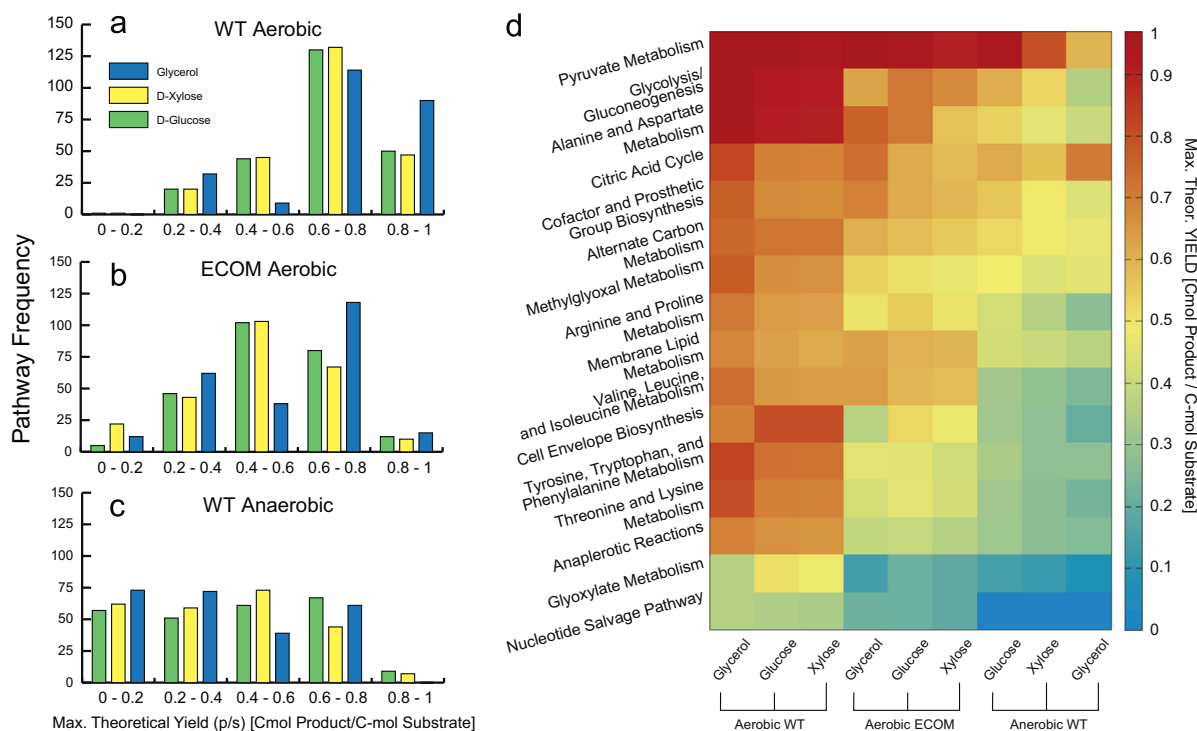 a
WT Aerobic
150
125
100
75
50
25
0
Glycerol
D-Xylose
D-Glucose
0 - 0.2
0.2 - 0.4
0.4 - 0.6
0.6 - 0.8
0.8 - 1
Pathway Frequency
b
ECOM Aerobic
150
125
100
75
50
25
0
0 - 0.2
0.2 - 0.4
0.4 - 0.6
0.6 - 0.8
0.8 - 1
c
WT Anaerobic
150
125
100
75
50
25
0
0 - 0.2
0.2 - 0.4
0.4 - 0.6
0.6 - 0.8
0.8 - 1
Max. Theoretical Yield (p/s) [Cmol Product/C-mol Substrate]
d
Pyruvate Metabolism
Glycolysis/
Gluconeogenesis
Alanine and Aspartate
Metabolism
Citric Acid Cycle
Cofactor and Prosthetic
Group Biosynthesis
Alternate Carbon
Metabolism
Methylglyoxal Metabolism
Arginine and Proline
Metabolism
Membrane Lipid
Metabolism
Valine, Leucine,
and Isoleucine Metabolism
Cell Envelope Biosynthesis
Tyrosine, Tryptophan, and
Phenylalanine Metabolism
Threonine and Lysine
Metabolism
Anaplerotic Reactions
Glyoxylate Metabolism
Nucleotide Salvage Pathway
Glycerol
Glucose
Xylose
Glycerol
Glucose
Xylose
Glucose
Xylose
Glycerol
Aerobic WT
Aerobic ECOM
Anerobic WT
1
0.9
0.8
0.7
0.6
0.5
0.4
0.3
0.2
0.1
0
Max. Theor. YIELD [Cmol Product / C-mol Substrate]